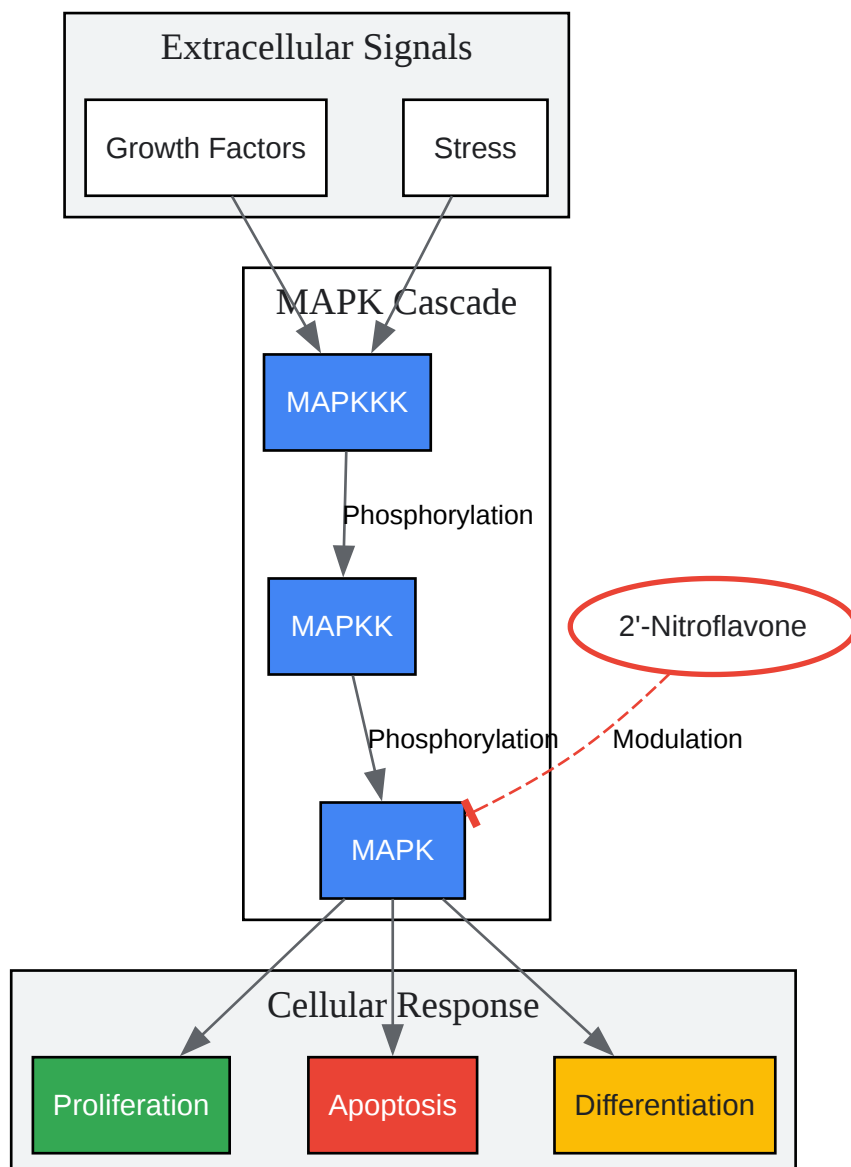 Extracellular Signals
Growth Factors
Stress
MAPK Cascade
MAPKKK
Phosphorylation
MAPKK
2'-Nitroflavone
Phosphorylation
Modulation
MAPK
Cellular Response
Proliferation
Apoptosis
Differentiation